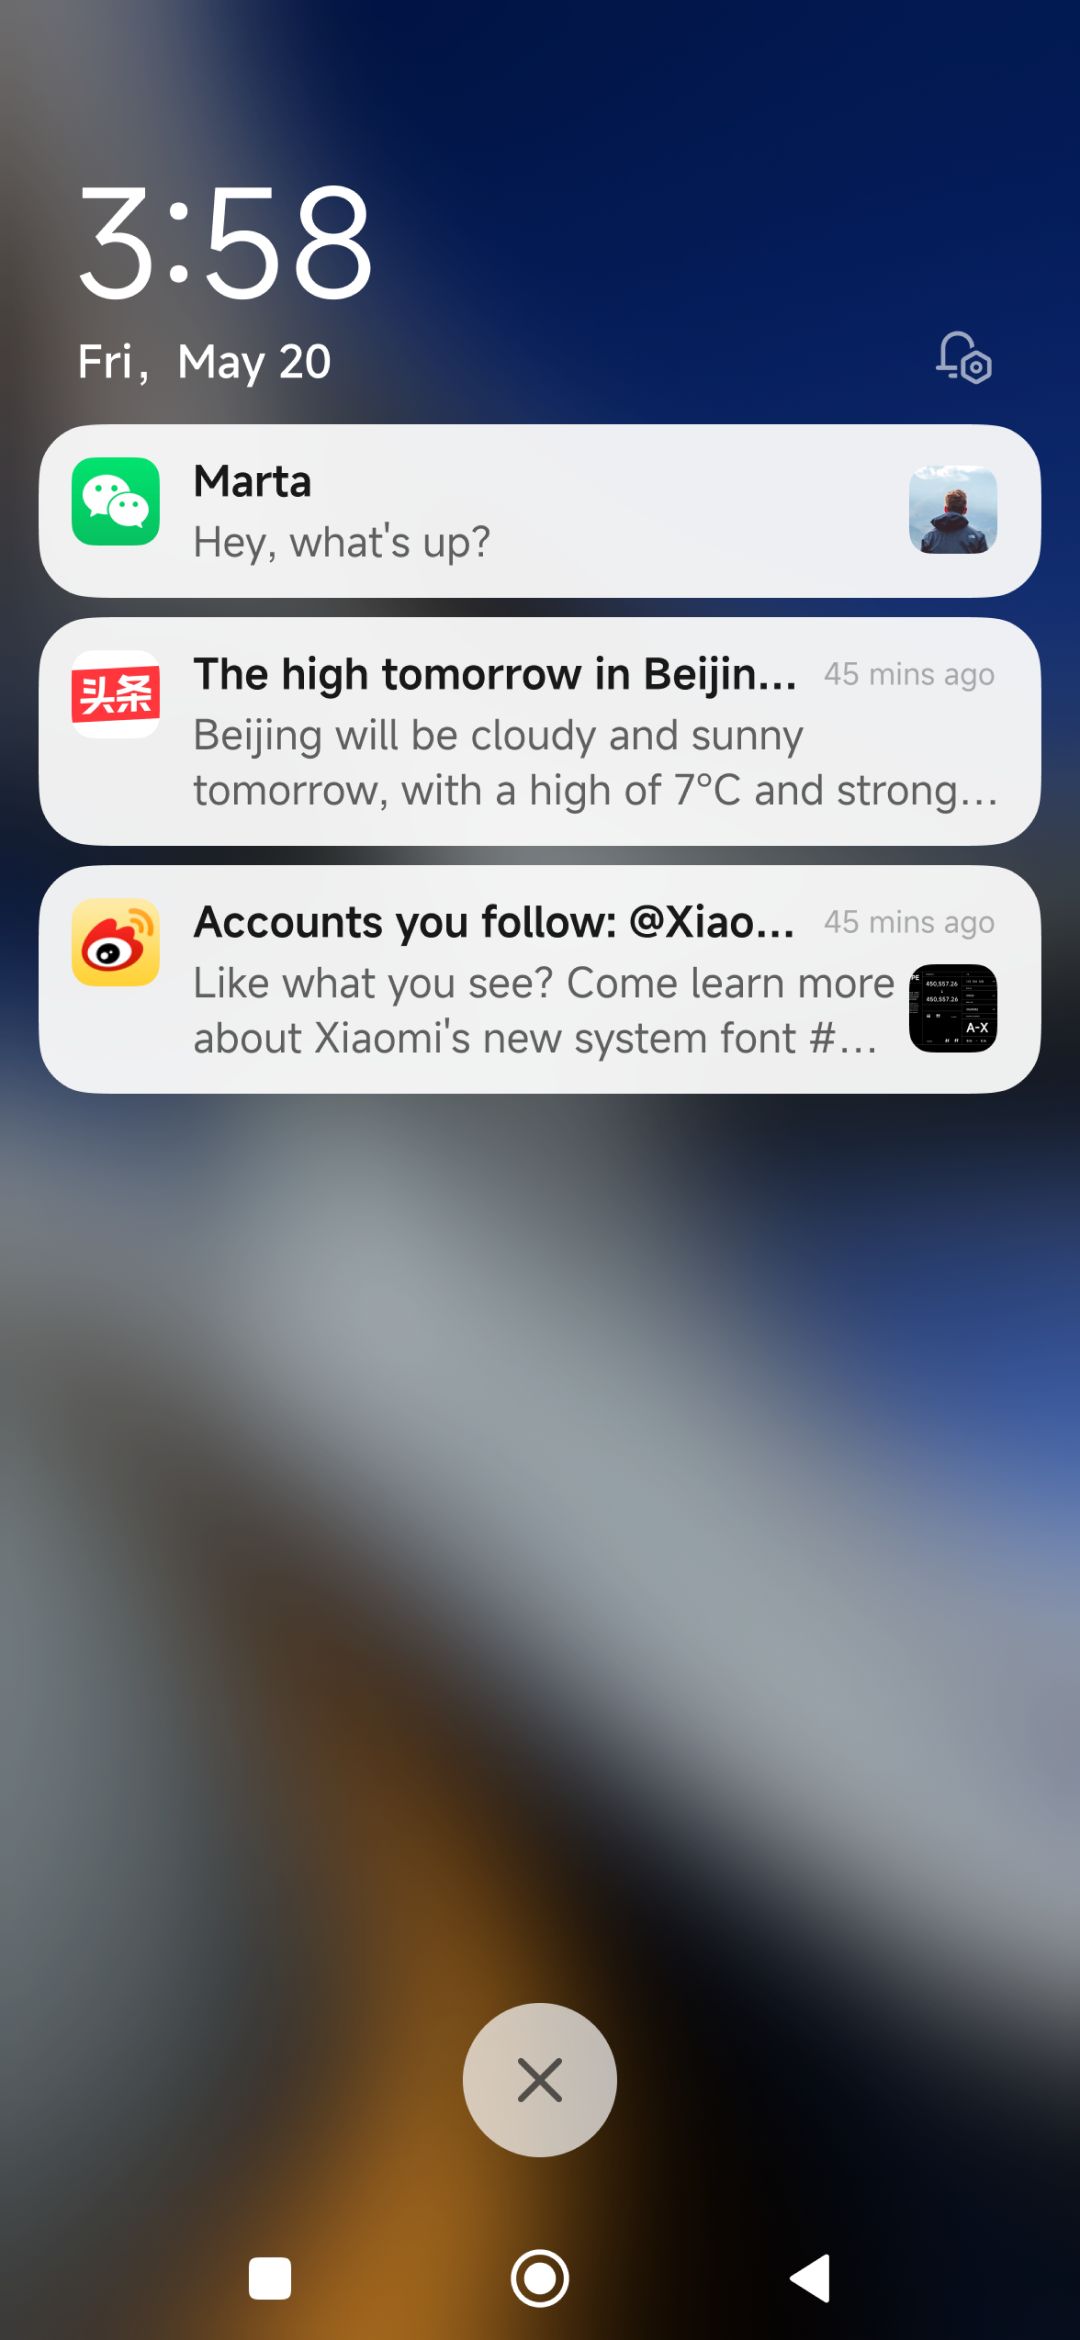 3:58
Fri, May 20
Marta
Hey, what's up?
头条
The high tomorrow in Beijin... 45 mins ago
Beijing will be cloudy and sunny
tomorrow, with a high of 7°C and strong...
Accounts you follow: @Xiao... 45 mins ago
Like what you see? Come learn more
about Xiaomi's new system font #...
450,557.26
450,557.26
A-X